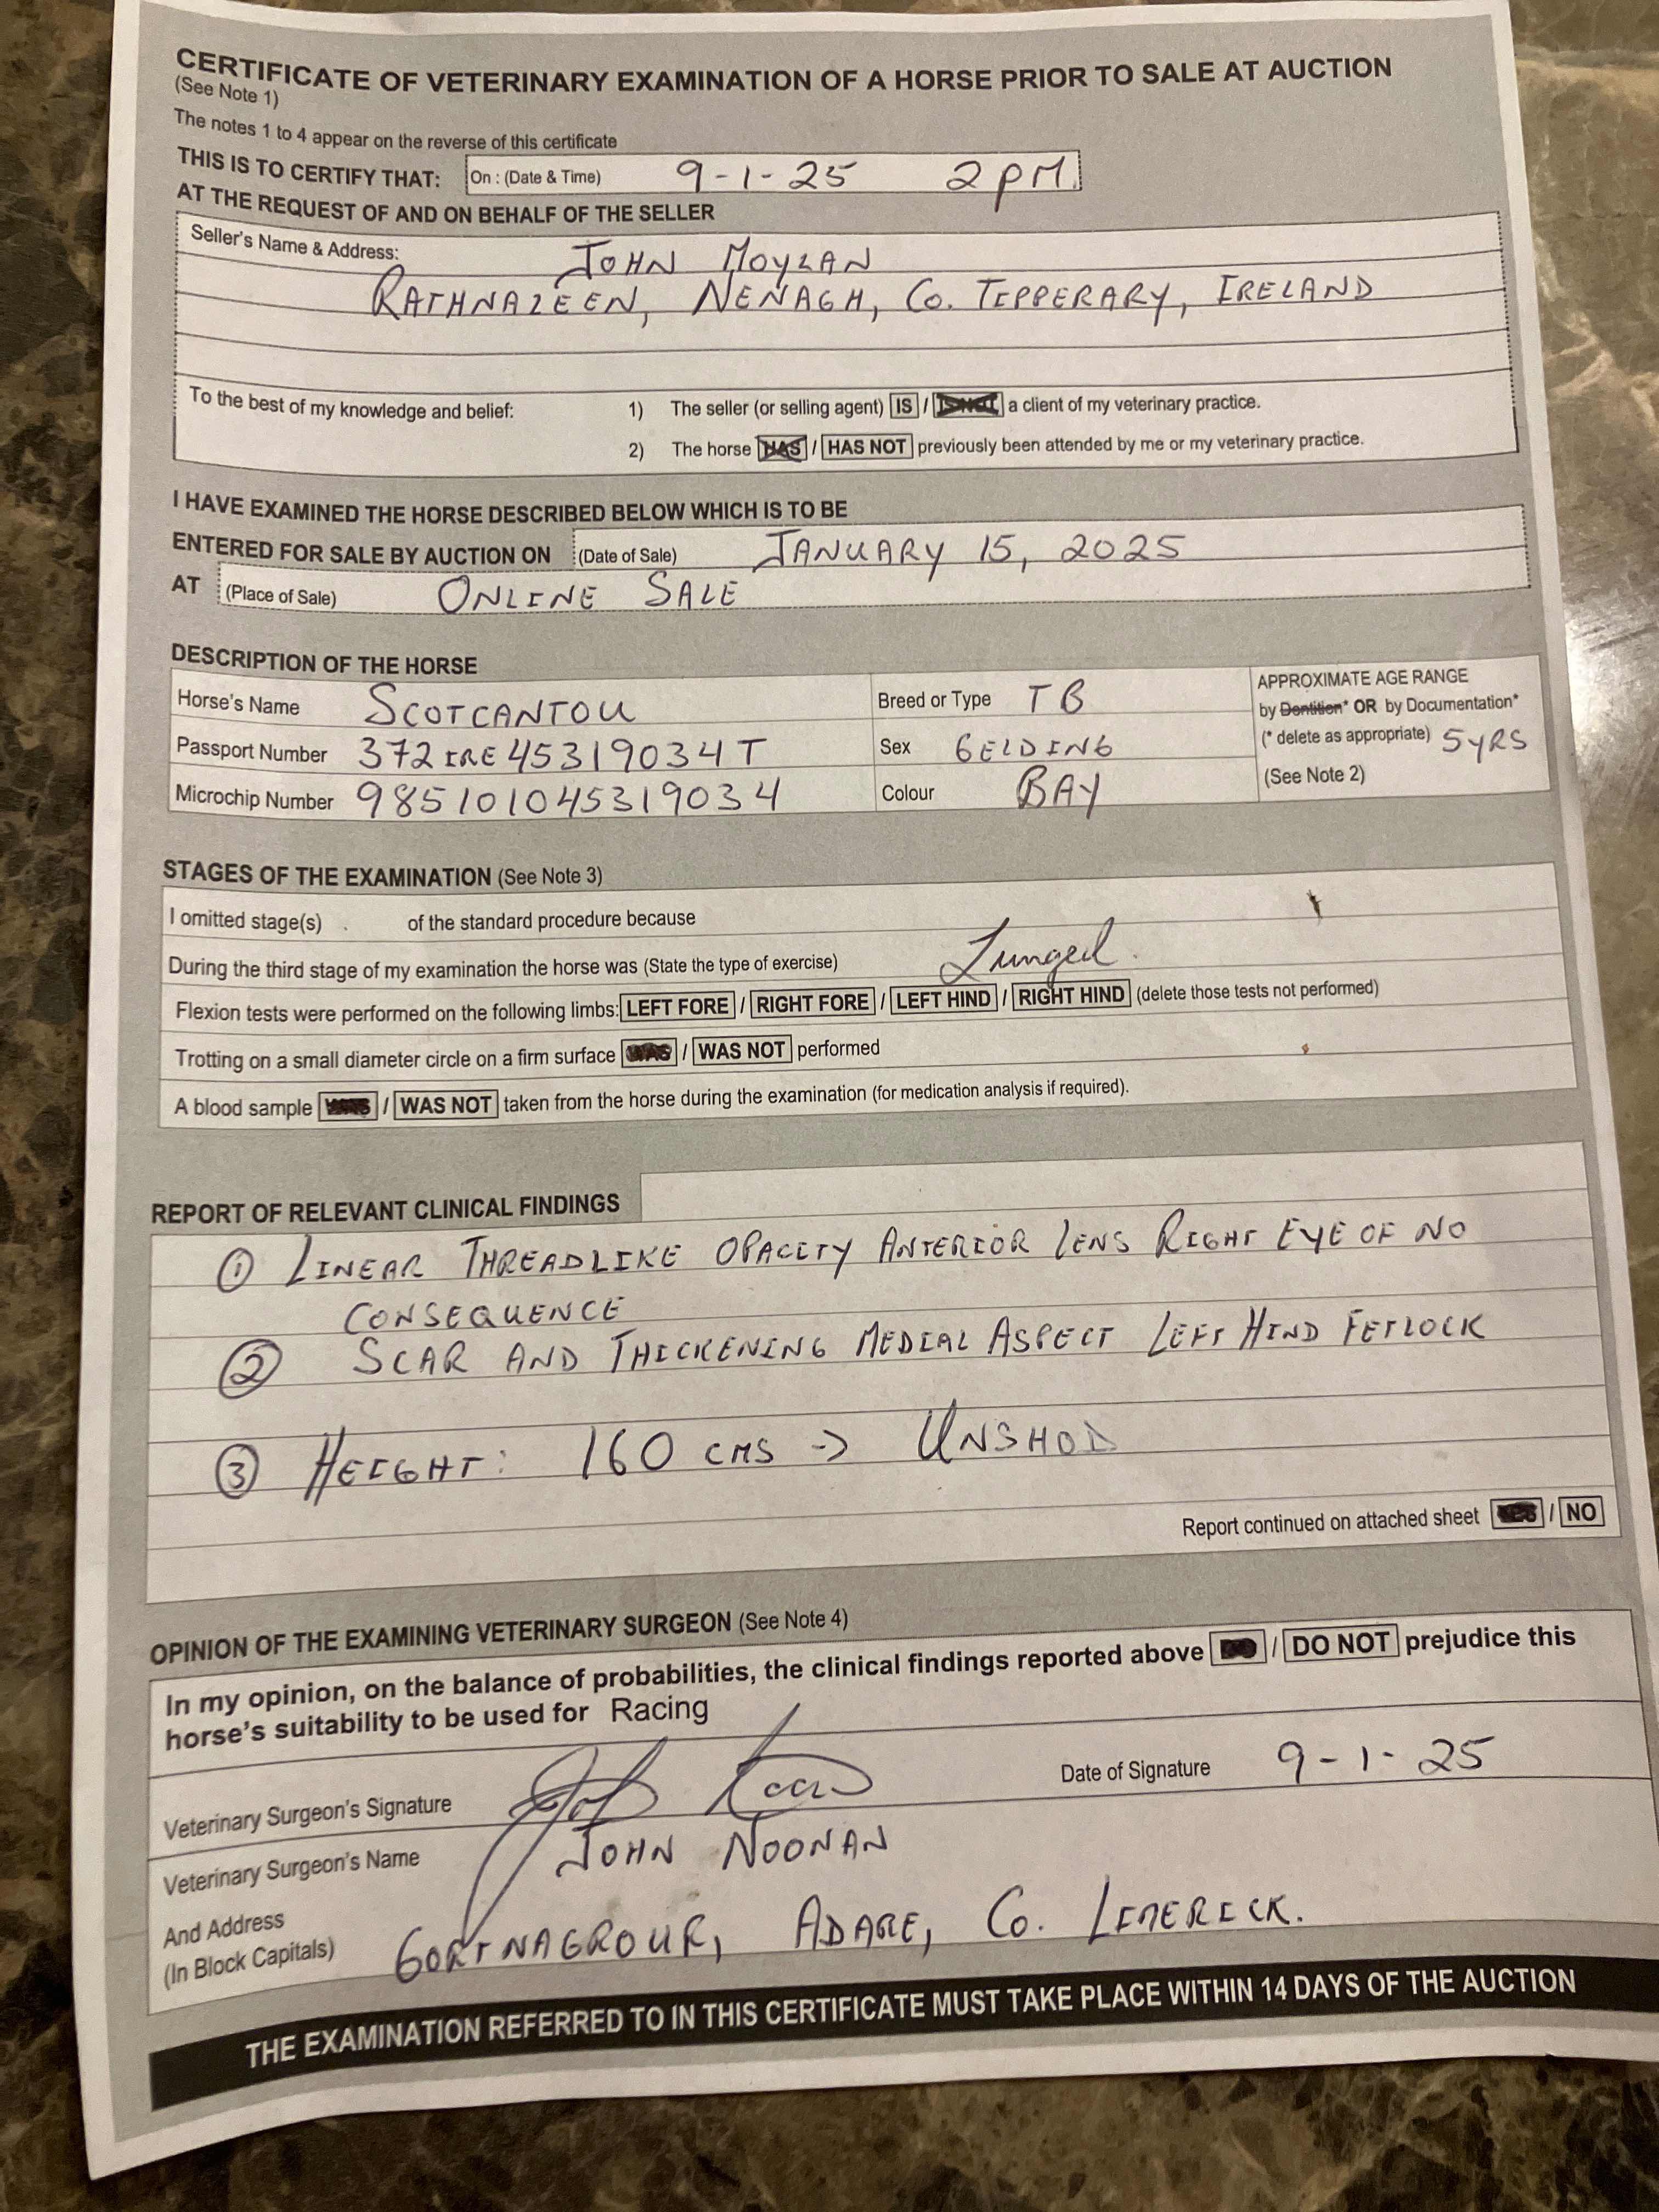 CERTIFICATE OF VETERINARY EXAMINATION OF A HORSE PRIOR TO SALE AT AUCTION
(See Note 1)
The notes 1 to 4 appear on the reverse of this certificate
THIS IS TO CERTIFY THAT: On : (Date & Time) 9-1-25 2 PM.
AT THE REQUEST OF AND ON BEHALF OF THE SELLER
Seller's Name & Address: JOHN MOYLAN
RATHNALEEN, NENAGH, CO. TIPPERARY, IRELAND
To the best of my knowledge and belief: 1) The seller (or selling agent) IS / IS NOT a client of my veterinary practice.
2) The horse HAS / HAS NOT previously been attended by me or my veterinary practice.
I HAVE EXAMINED THE HORSE DESCRIBED BELOW WHICH IS TO BE
ENTERED FOR SALE BY AUCTION ON (Date of Sale) JANUARY 15, 2025
AT (Place of Sale) ONLINE SALE
DESCRIPTION OF THE HORSE
Horse's Name SCOTCANTOU Breed or Type TB APPROXIMATE AGE RANGE
by Dentition* OR by Documentation*
Passport Number 372 IRE 45319034T Sex GELDING (* delete as appropriate) 5 YRS
Microchip Number 985101045319034 Colour BAY (See Note 2)
STAGES OF THE EXAMINATION (See Note 3)
I omitted stage(s) . of the standard procedure because
During the third stage of my examination the horse was (State the type of exercise) Lunged.
Flexion tests were performed on the following limbs: LEFT FORE / RIGHT FORE / LEFT HIND / RIGHT HIND (delete those tests not performed)
Trotting on a small diameter circle on a firm surface WAS / WAS NOT performed
A blood sample WAS / WAS NOT taken from the horse during the examination (for medication analysis if required).
REPORT OF RELEVANT CLINICAL FINDINGS
① LINEAR THREADLIKE OPACITY ANTERIOR LENS RIGHT EYE OF NO
CONSEQUENCE
② SCAR AND THICKENING MEDIAL ASPECT LEFT HIND FETLOCK
③ HEIGHT: 160 CMS -> UNSHOD
Report continued on attached sheet YES / NO
OPINION OF THE EXAMINING VETERINARY SURGEON (See Note 4)
In my opinion, on the balance of probabilities, the clinical findings reported above DO / DO NOT prejudice this
horse's suitability to be used for Racing
Veterinary Surgeon's Signature Date of Signature 9-1-25
Veterinary Surgeon's Name JOHN NOONAN
And Address
(In Block Capitals) GORTNAGROUR, ADARE, CO. LIMERICK.
THE EXAMINATION REFERRED TO IN THIS CERTIFICATE MUST TAKE PLACE WITHIN 14 DAYS OF THE AUCTION